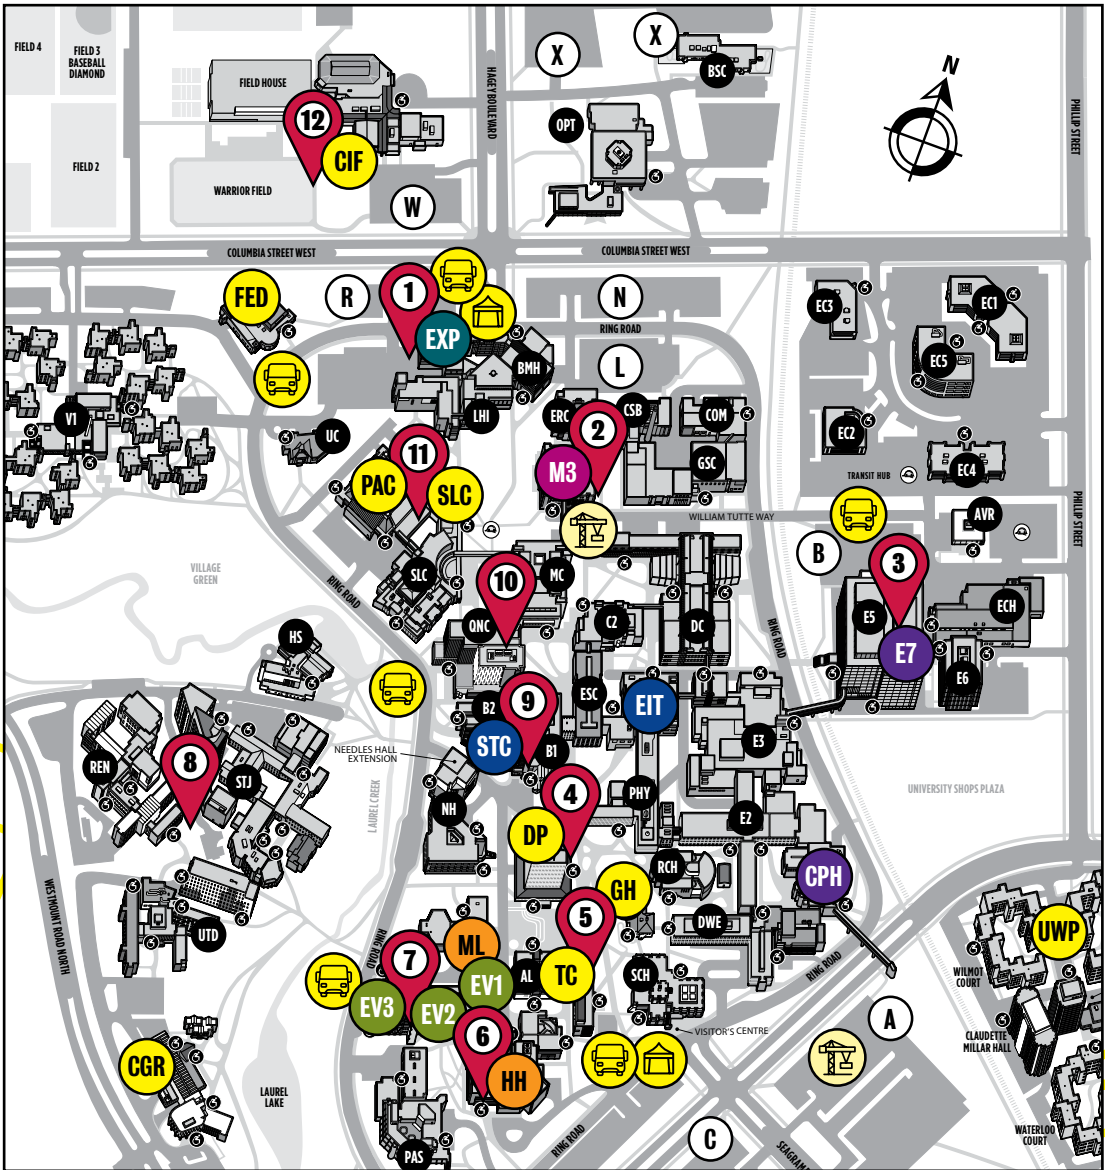 FIELD 4
FIELD 3
BASEBALL
DIAMOND
X
X
BSC
N
FIELD HOUSE
HAGEY BOULEVARD
PHILLIP STREET
12
OPT
CIF
FIELD 2
WARRIOR FIELD
W
COLUMBIA STREET WEST
COLUMBIA STREET WEST
FED
R
1
N
EC3
EC1
EXP
RING ROAD
EC5
BMH
L
V1
UC
LHI
ERC
CSB
COM
2
EC2
11
GSC
EC4
PAC
SLC
M3
TRANSIT HUB
PHILLIP STREET
AVR
WILLIAM TUTTE WAY
B
3
VILLAGE
GREEN
RING ROAD
SLC
10
MC
E5
ECH
HS
QNC
C2
DC
RING ROAD
E7
E6
B2
9
ESC
EIT
STC
B1
E3
NEEDLES HALL
EXTENSION
REN
8
STJ
LAUREL CREEK
NH
4
PHY
UNIVERSITY SHOPS PLAZA
DP
E2
RCH
CPH
GH
WESTMOUNT ROAD NORTH
UTD
5
DWE
UWP
RING ROAD
ML
7
AL
TC
SCH
RING ROAD
WILMOT
COURT
EV1
EV3
EV2
A
VISITOR'S CENTRE
6
CLAUDETTE
MILLAR HALL
CGR
HH
LAUREL
LAKE
C
WATERLOO
COURT
PAS
RING ROAD
SEAGRAM